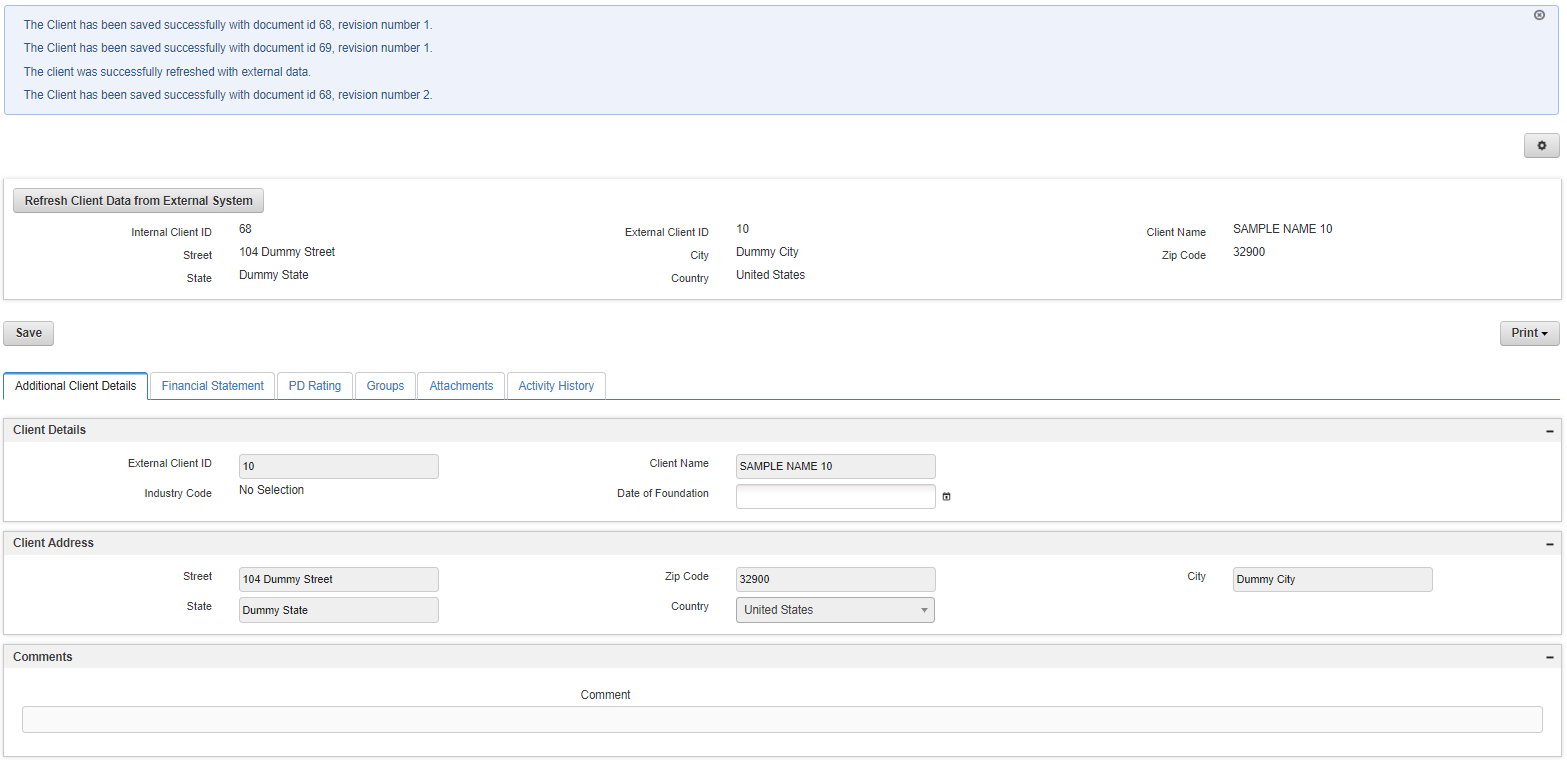 The Client has been saved successfully with document id 68, revision number 1.
The Client has been saved successfully with document id 69, revision number 1.
The client was successfully refreshed with external data.
The Client has been saved successfully with document id 68, revision number 2.
Refresh Client Data from External System
Internal Client ID 68 External Client ID 10 Client Name SAMPLE NAME 10
Street 104 Dummy Street City Dummy City Zip Code 32900
State Dummy State Country United States
Save Print
Additional Client Details Financial Statement PD Rating Groups Attachments Activity History
Client Details
External Client ID 10 Client Name SAMPLE NAME 10
Industry Code No Selection Date of Foundation
Client Address
Street 104 Dummy Street Zip Code 32900 City Dummy City
State Dummy State Country United States
Comments
Comment